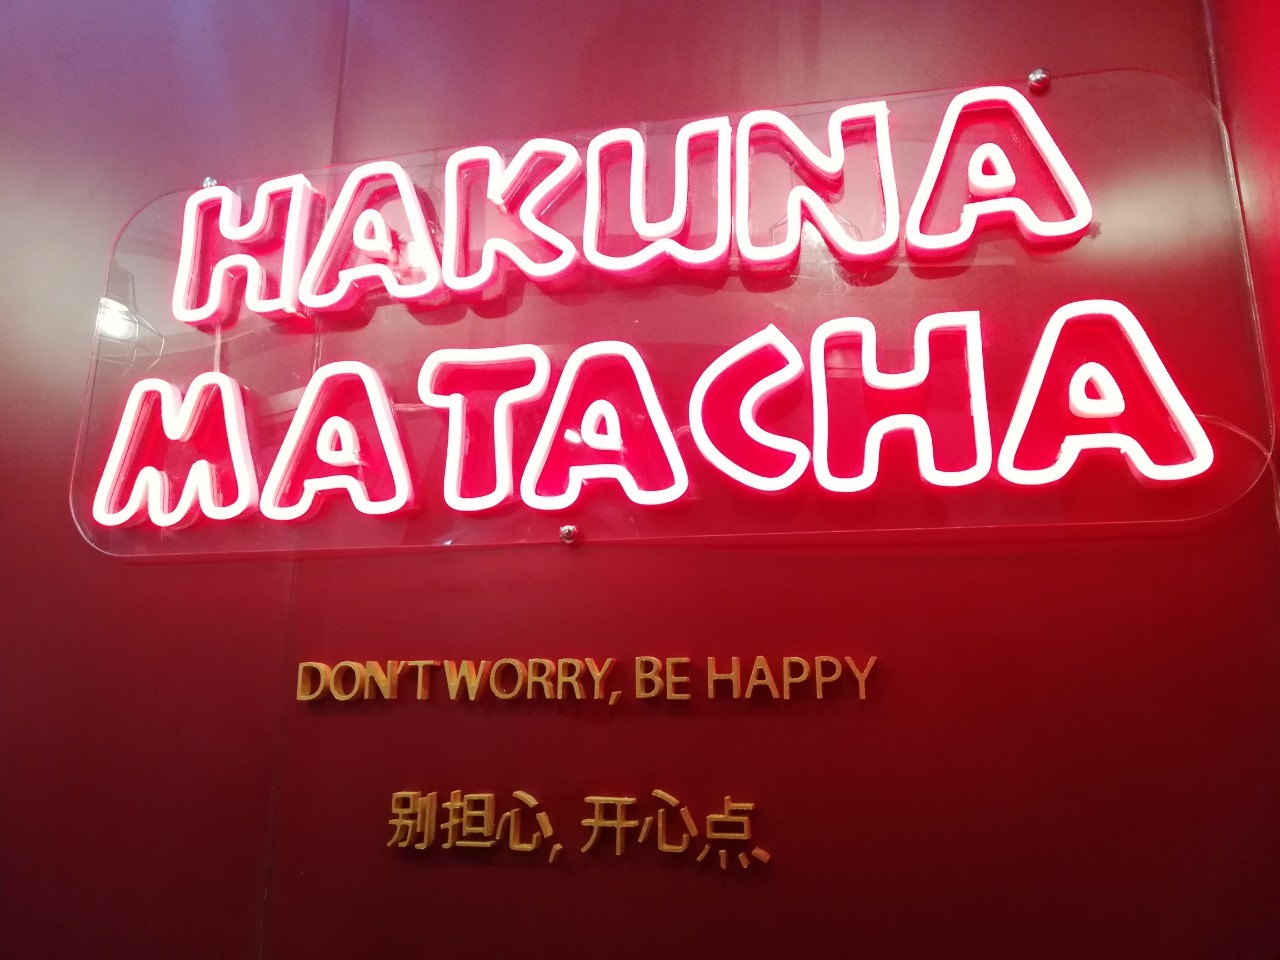 HAKUNA
MATACHA
DON'T WORRY, BE HAPPY
别担心, 开心点